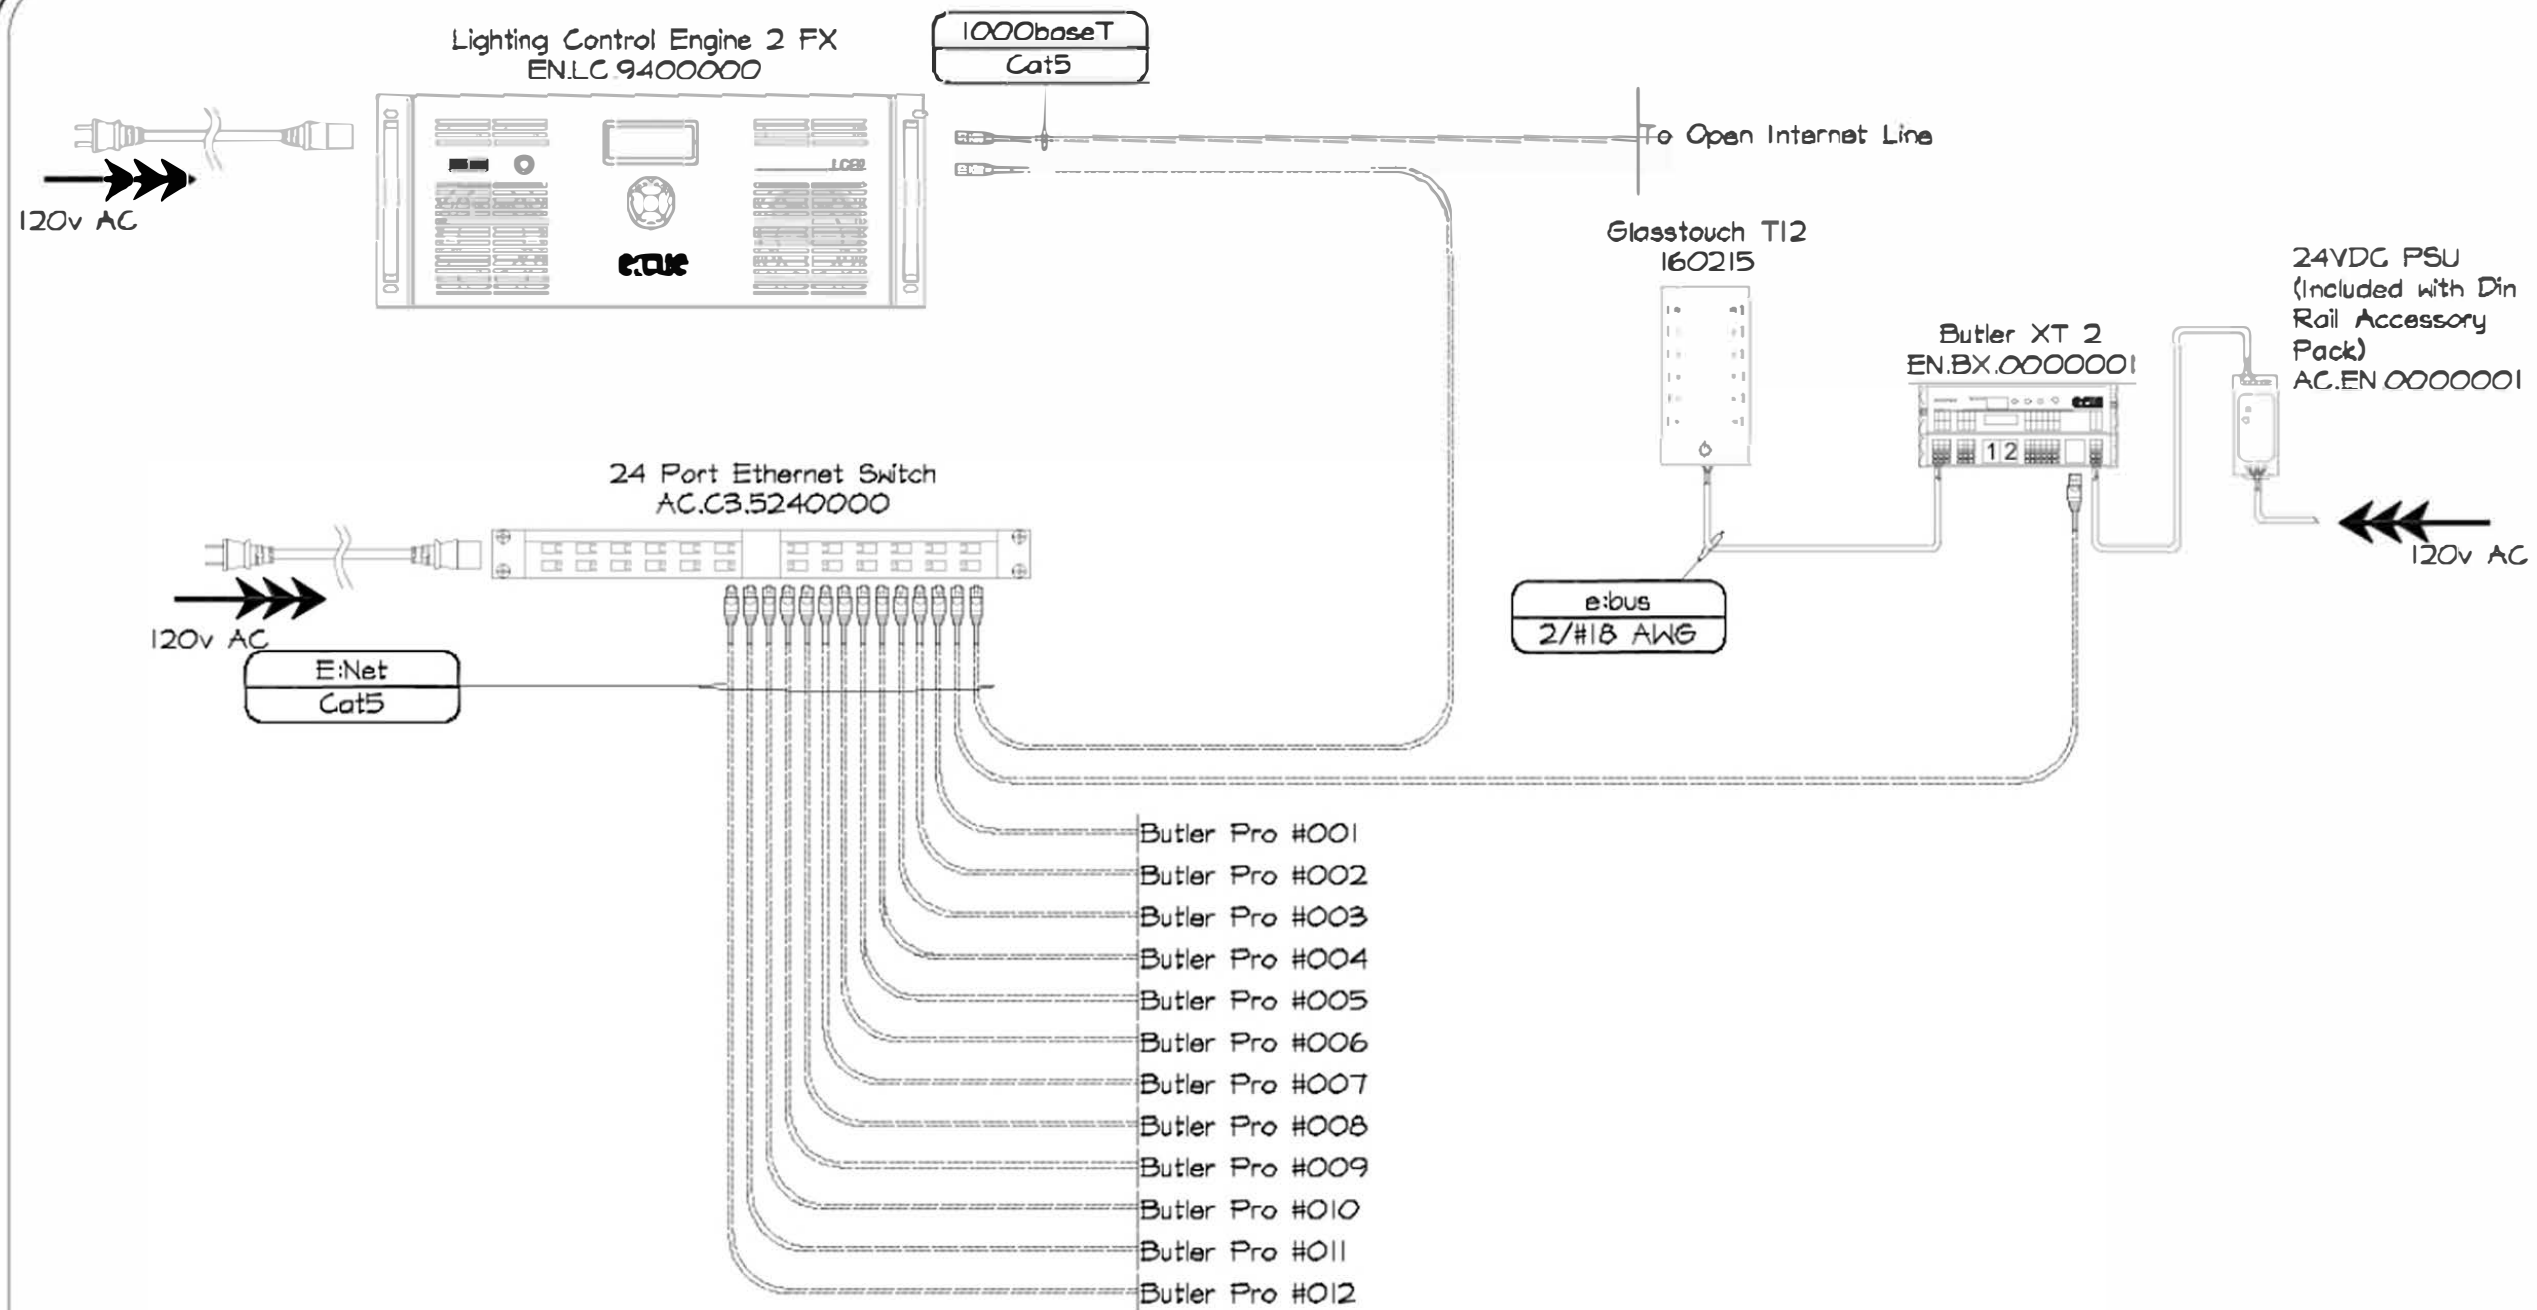 Lighting Control Engine 2 FX
EN.LC.9400000
1000baseT
Cat5
To Open Internet Line
120v AC
LCE2
e:cue
Glasstouch T12
160215
24VDC PSU
(Included with Din
Rail Accessory
Pack)
AC.EN.0000001
Butler XT 2
EN.BX.0000001
e:cue
12
120v AC
24 Port Ethernet Switch
AC.C3.5240000
120v AC
e:bus
2/#18 AWG
E:Net
Cat5
Butler Pro #001
Butler Pro #002
Butler Pro #003
Butler Pro #004
Butler Pro #005
Butler Pro #006
Butler Pro #007
Butler Pro #008
Butler Pro #009
Butler Pro #010
Butler Pro #011
Butler Pro #012